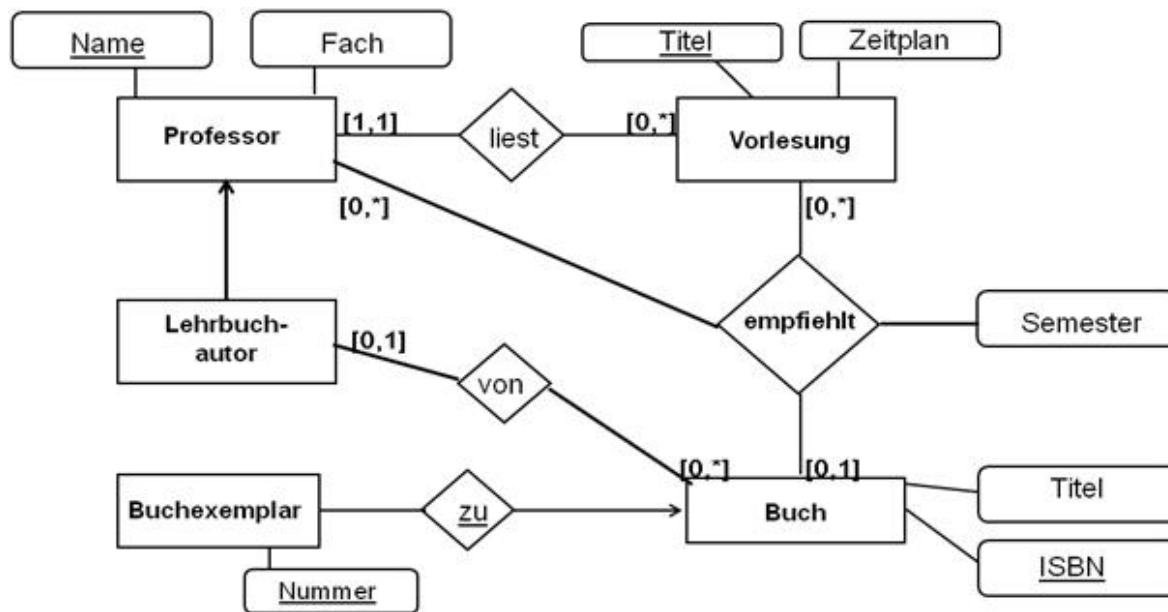 Name
Fach
Titel
Zeitplan
Professor
[1,1]
liest
[0,*]
Vorlesung
[0,*]
[0,*]
Lehrbuch-
autor
[0,1]
empfiehlt
Semester
von
[0,*]
[0,1]
Buchexemplar
zu
Buch
Titel
ISBN
Nummer